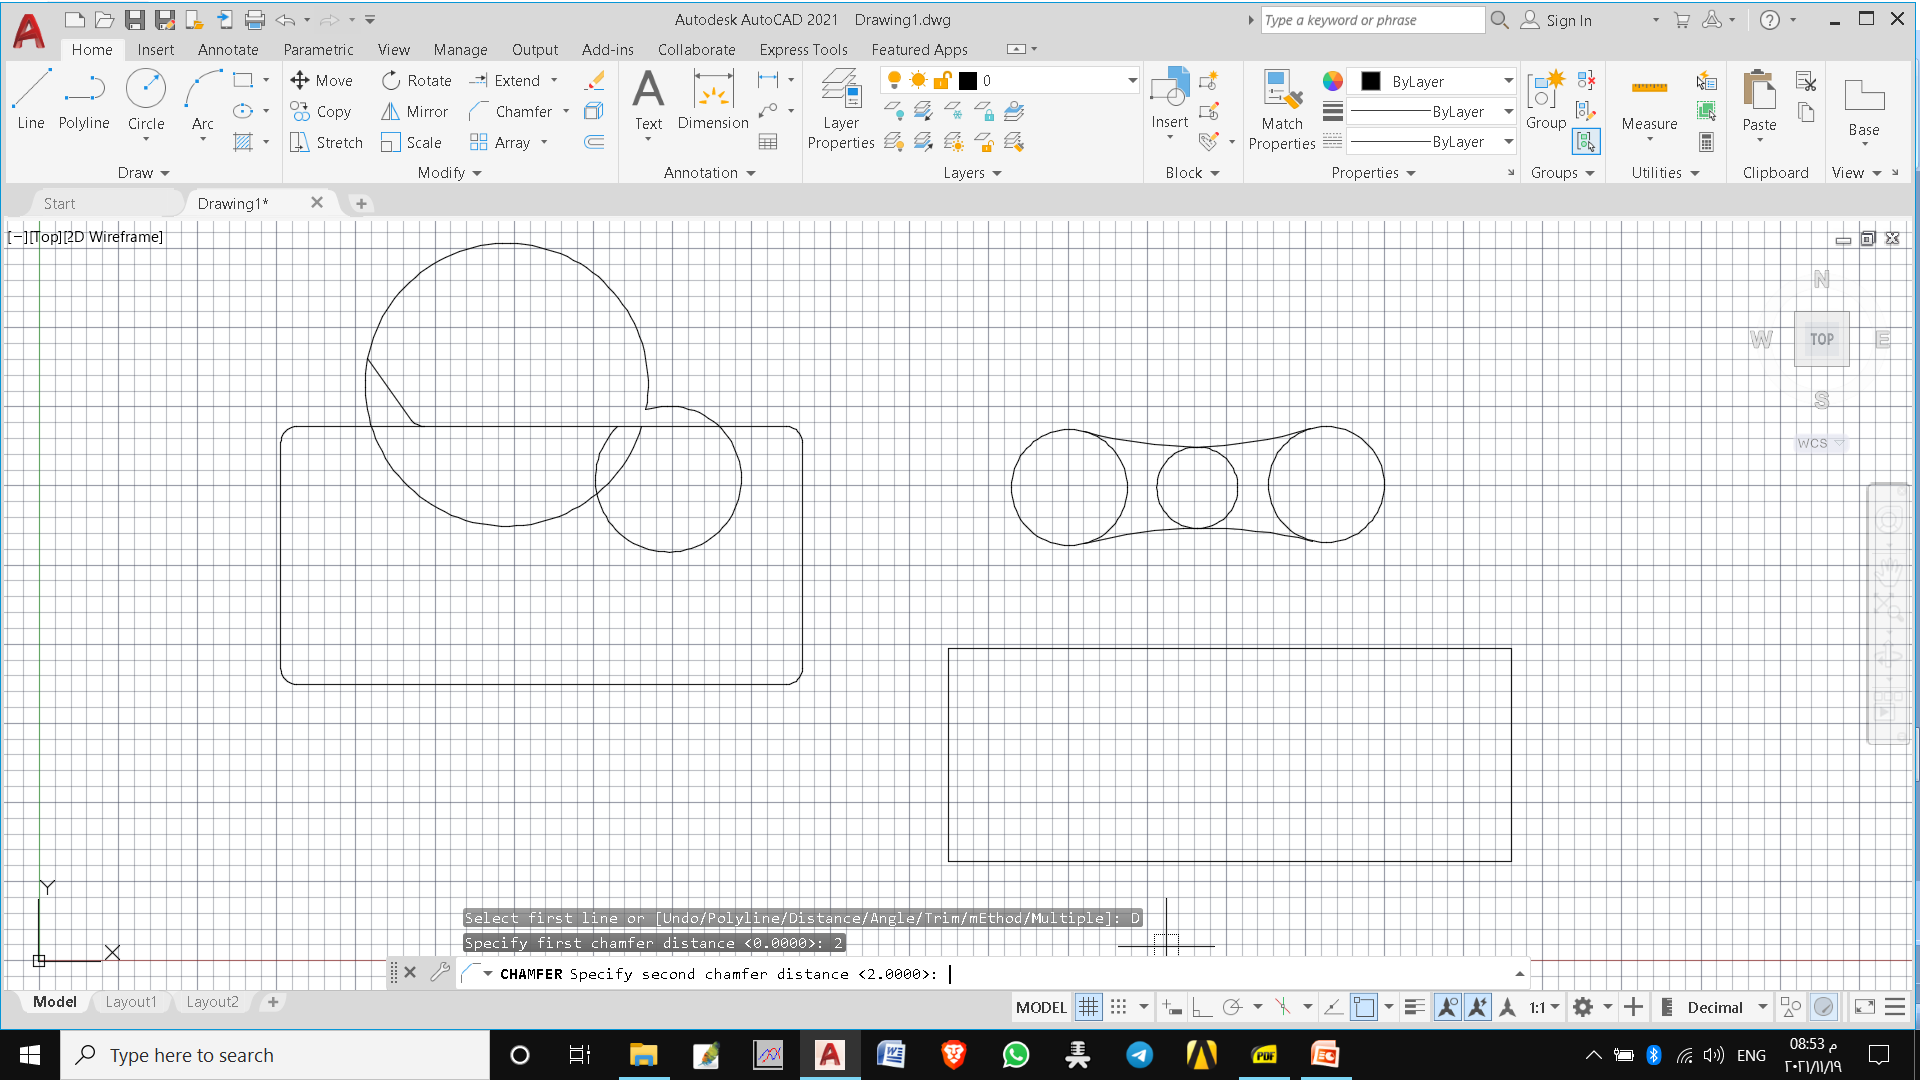 Autodesk AutoCAD 2021 Drawing1.dwg
Type a keyword or phrase
Sign In
Home Insert Annotate Parametric View Manage Output Add-ins Collaborate Express Tools Featured Apps
Line Polyline Circle Arc
Move Rotate Extend
Copy Mirror Chamfer
Stretch Scale Array
Text Dimension
Layer Properties
0
Insert
Match Properties
ByLayer
ByLayer
ByLayer
Group
Measure
Paste
Base
Draw Modify Annotation Layers Block Properties Groups Utilities Clipboard View
Start Drawing1*
[−][Top][2D Wireframe]
N
W TOP E
S
WCS
Y
X
Select first line or [Undo/Polyline/Distance/Angle/Trim/mEthod/Multiple]: D
Specify first chamfer distance <0.0000>: 2
CHAMFER Specify second chamfer distance <2.0000>:
Model Layout1 Layout2
MODEL 1:1 Decimal
Type here to search
PDF
ENG
08:53 م
٢٠٢١/١١/١٩